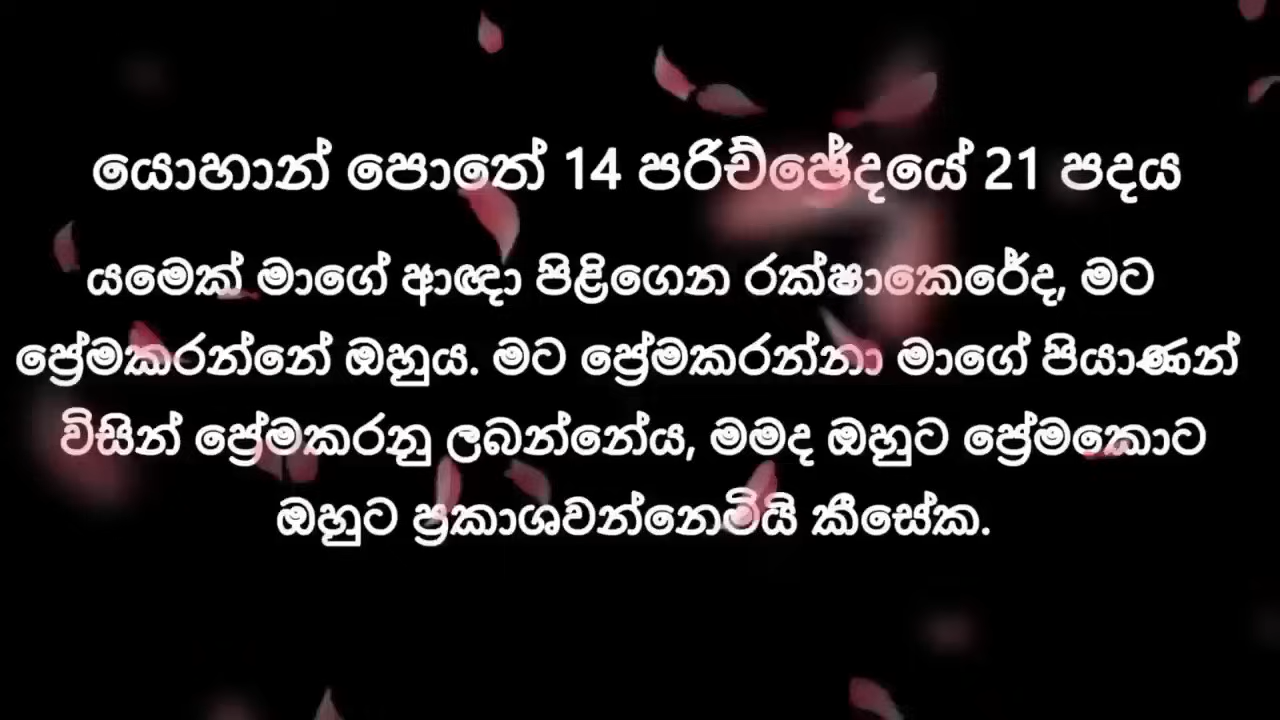 යොහාන් පොතේ 14 පරිච්ඡේදයේ 21 පදය
යමෙක් මාගේ ආඥා පිළිගෙන රක්ෂාකෙරේද, මට
ප්‍රේමකරන්නේ ඔහුය. මට ප්‍රේමකරන්නා මාගේ පියාණන්
විසින් ප්‍රේමකරනු ලබන්නේය, මමද ඔහුට ප්‍රේමකොට
ඔහුට ප්‍රකාශවන්නෙමියි කීසේක.